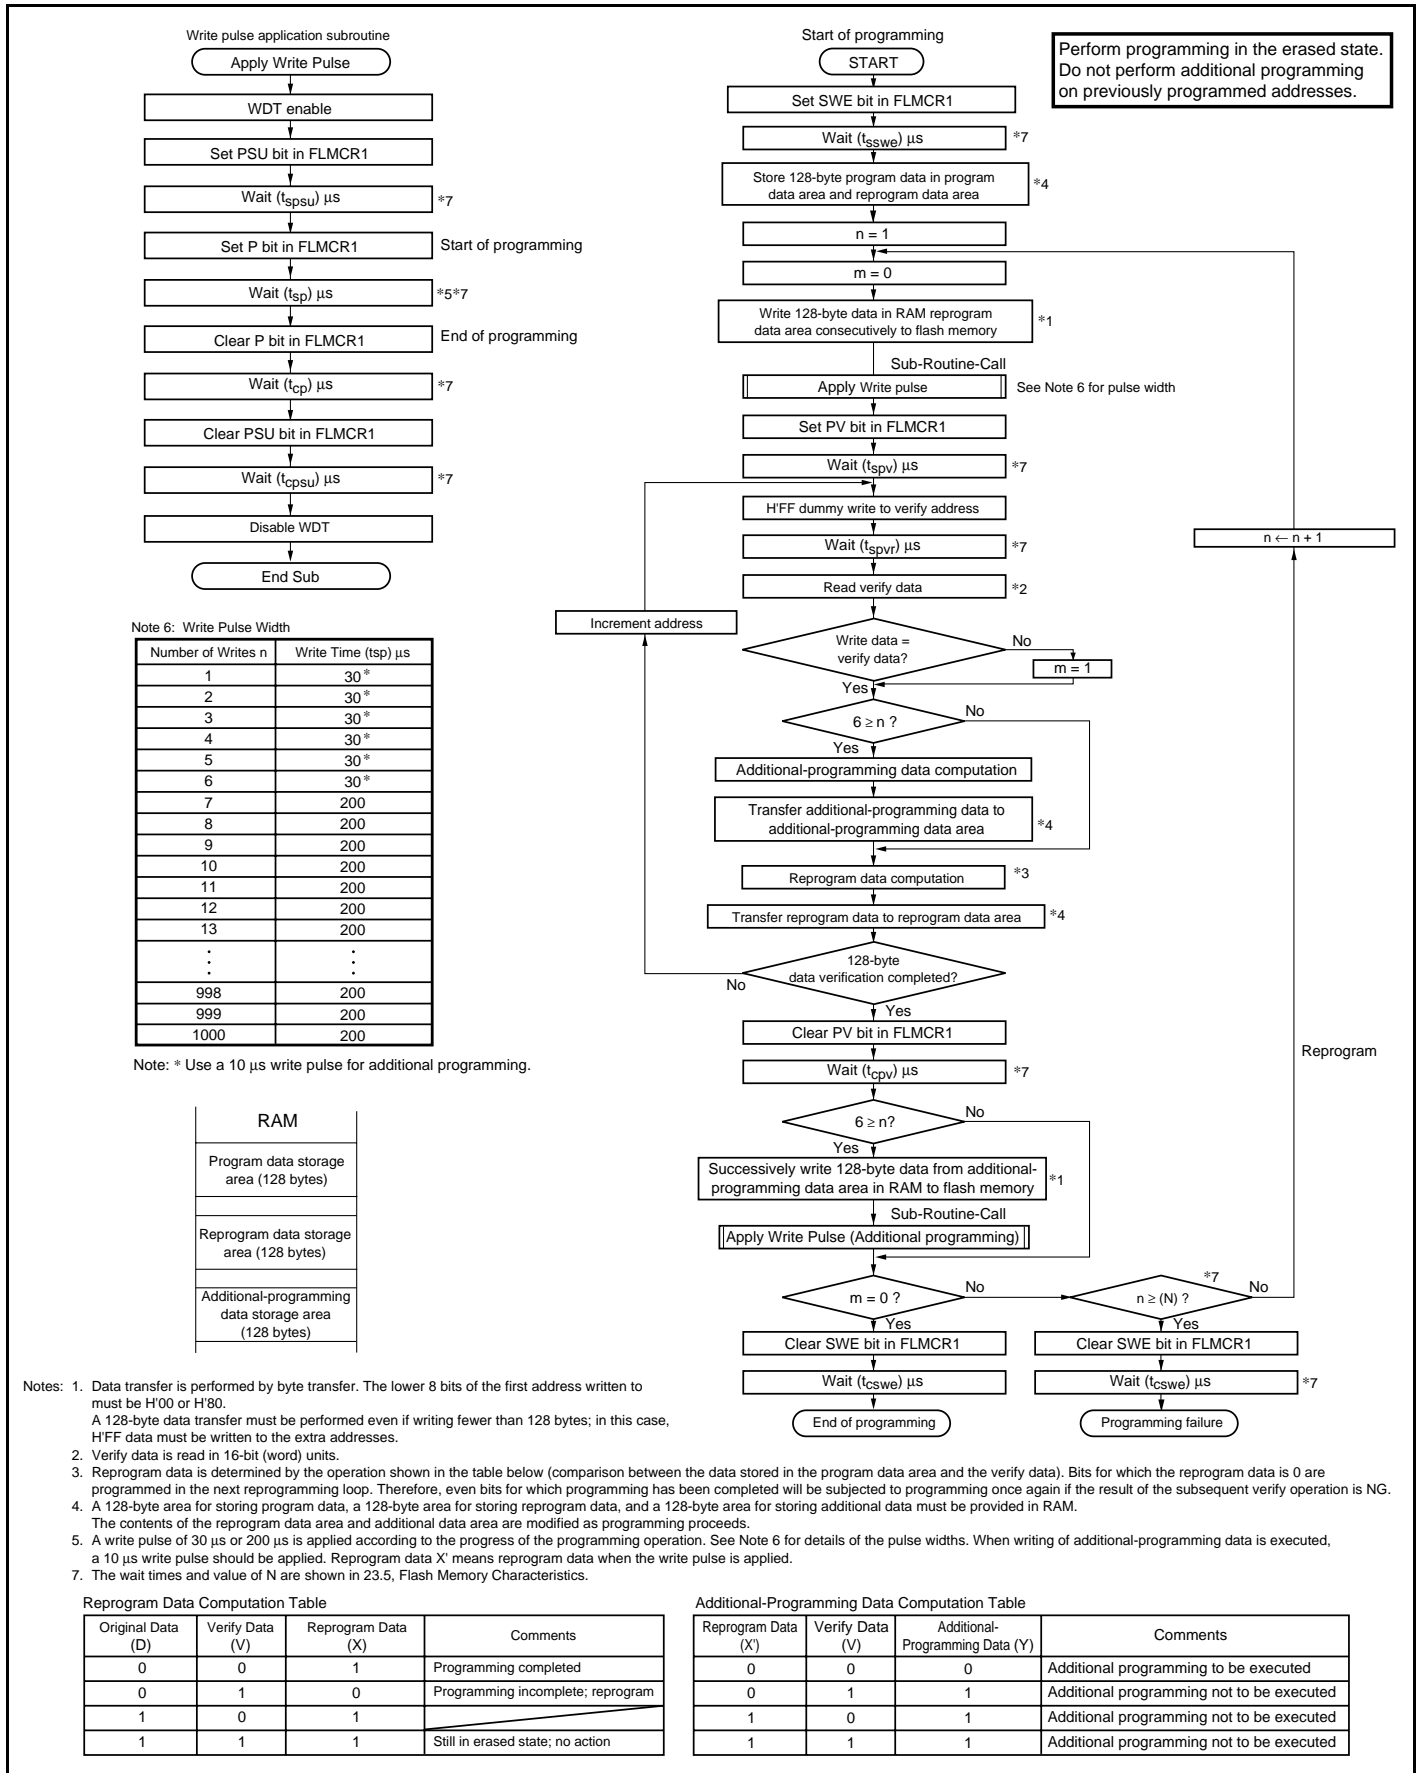 Write pulse application subroutine
Apply Write Pulse
WDT enable
Set PSU bit in FLMCR1
Wait (tspsu) μs
*7
Set P bit in FLMCR1
Start of programming
Wait (tsp) μs
*5*7
Clear P bit in FLMCR1
End of programming
Wait (tcp) μs
*7
Clear PSU bit in FLMCR1
Wait (tcpsu) μs
*7
Disable WDT
End Sub
Note 6: Write Pulse Width
Number of Writes n Write Time (tsp) μs
1 30*
2 30*
3 30*
4 30*
5 30*
6 30*
7 200
8 200
9 200
10 200
11 200
12 200
13 200
998 200
999 200
1000 200
Note: * Use a 10 μs write pulse for additional programming.
RAM
Program data storage
area (128 bytes)
Reprogram data storage
area (128 bytes)
Additional-programming
data storage area
(128 bytes)
Start of programming
START
Perform programming in the erased state.
Do not perform additional programming
on previously programmed addresses.
Set SWE bit in FLMCR1
Wait (tsswe) μs
*7
Store 128-byte program data in program
data area and reprogram data area
*4
n = 1
m = 0
Write 128-byte data in RAM reprogram
data area consecutively to flash memory
*1
Sub-Routine-Call
Apply Write pulse
See Note 6 for pulse width
Set PV bit in FLMCR1
Wait (tspv) μs
*7
H'FF dummy write to verify address
Wait (tspvr) μs
*7
n ← n + 1
Read verify data
*2
Increment address
Write data =
verify data?
No
m = 1
Yes
6 ≥ n ?
No
Yes
Additional-programming data computation
Transfer additional-programming data to
additional-programming data area
*4
Reprogram data computation
*3
Transfer reprogram data to reprogram data area
*4
128-byte
data verification completed?
No
Yes
Clear PV bit in FLMCR1
Reprogram
Wait (tcpv) μs
*7
6 ≥ n?
No
Yes
Successively write 128-byte data from additional-
programming data area in RAM to flash memory
*1
Sub-Routine-Call
Apply Write Pulse (Additional programming)
m = 0 ?
No
n ≥ (N) ?
*7
No
Yes
Yes
Clear SWE bit in FLMCR1
Clear SWE bit in FLMCR1
Wait (tcswe) μs
Wait (tcswe) μs
*7
End of programming
Programming failure
Notes: 1. Data transfer is performed by byte transfer. The lower 8 bits of the first address written to
must be H'00 or H'80.
A 128-byte data transfer must be performed even if writing fewer than 128 bytes; in this case,
H'FF data must be written to the extra addresses.
2. Verify data is read in 16-bit (word) units.
3. Reprogram data is determined by the operation shown in the table below (comparison between the data stored in the program data area and the verify data). Bits for which the reprogram data is 0 are
programmed in the next reprogramming loop. Therefore, even bits for which programming has been completed will be subjected to programming once again if the result of the subsequent verify operation is NG.
4. A 128-byte area for storing program data, a 128-byte area for storing reprogram data, and a 128-byte area for storing additional data must be provided in RAM.
The contents of the reprogram data area and additional data area are modified as programming proceeds.
5. A write pulse of 30 μs or 200 μs is applied according to the progress of the programming operation. See Note 6 for details of the pulse widths. When writing of additional-programming data is executed,
a 10 μs write pulse should be applied. Reprogram data X' means reprogram data when the write pulse is applied.
7. The wait times and value of N are shown in 23.5, Flash Memory Characteristics.
Reprogram Data Computation Table
Original Data (D) Verify Data (V) Reprogram Data (X) Comments
0 0 1 Programming completed
0 1 0 Programming incomplete; reprogram
1 0 1
1 1 1 Still in erased state; no action
Additional-Programming Data Computation Table
Reprogram Data (X') Verify Data (V) Additional-Programming Data (Y) Comments
0 0 0 Additional programming to be executed
0 1 1 Additional programming not to be executed
1 0 1 Additional programming not to be executed
1 1 1 Additional programming not to be executed